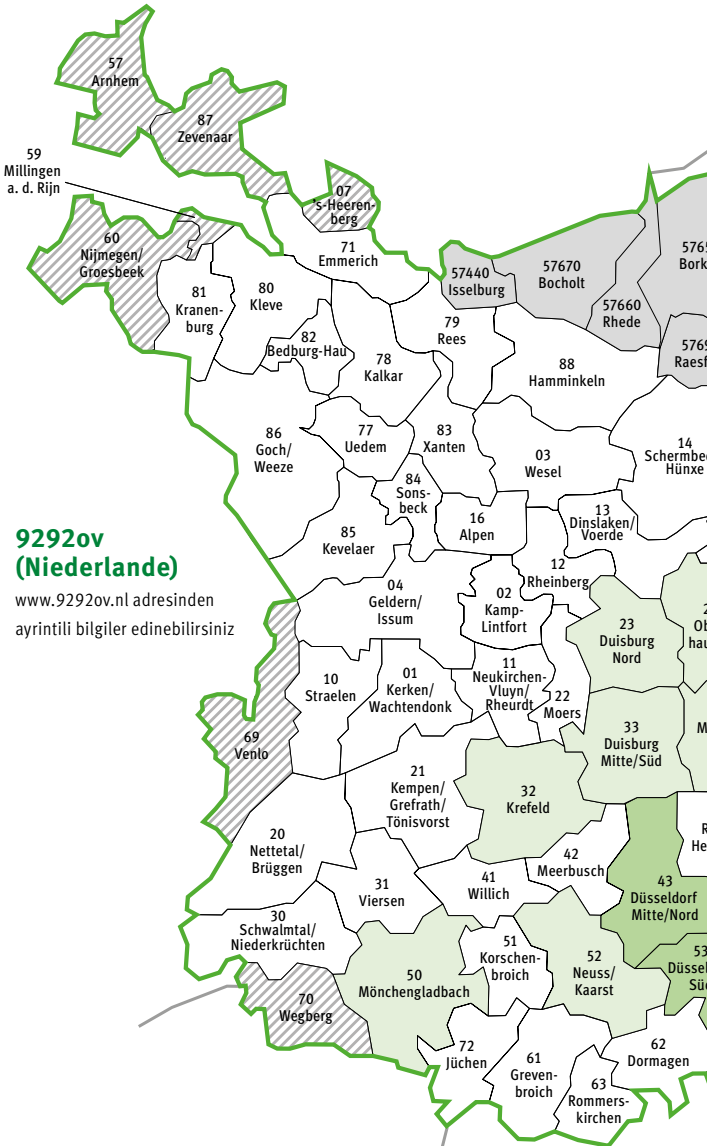 57
Arnhem
87
Zevenaar
59
Millingen
a. d. Rijn
07
's-Heeren-
berg
60
Nijmegen/
Groesbeek
71
Emmerich
57440
Isselburg
57670
Bocholt
57660
Rhede
81
Kranen-
burg
80
Kleve
82
Bedburg-Hau
78
Kalkar
79
Rees
88
Hamminkeln
86
Goch/
Weeze
77
Uedem
83
Xanten
03
Wesel
14
84
Sons-
beck
16
Alpen
13
Dinslaken/
Voerde
Hünxe
85
Kevelaer
12
Rheinberg
9292ov
(Niederlande)
www.9292ov.nl adresinden
ayrintili bilgiler edinebilirsiniz
04
Geldern/
Issum
02
Kamp-
Lintfort
23
Duisburg
Nord
10
Straelen
01
Kerken/
Wachtendonk
11
Neukirchen-
Vluyn/
Rheurdt
22
Moers
69
Venlo
33
Duisburg
Mitte/Süd
21
Kempen/
Grefrath/
Tönisvorst
32
Krefeld
20
Nettetal/
Brüggen
42
Meerbusch
31
Viersen
41
Willich
43
Düsseldorf
Mitte/Nord
30
Schwalmtal/
Niederkrüchten
51
Korschen-
broich
52
Neuss/
Kaarst
53
50
Mönchengladbach
70
Wegberg
72
Jüchen
61
Greven-
broich
62
Dormagen
63
Rommers-
kirchen